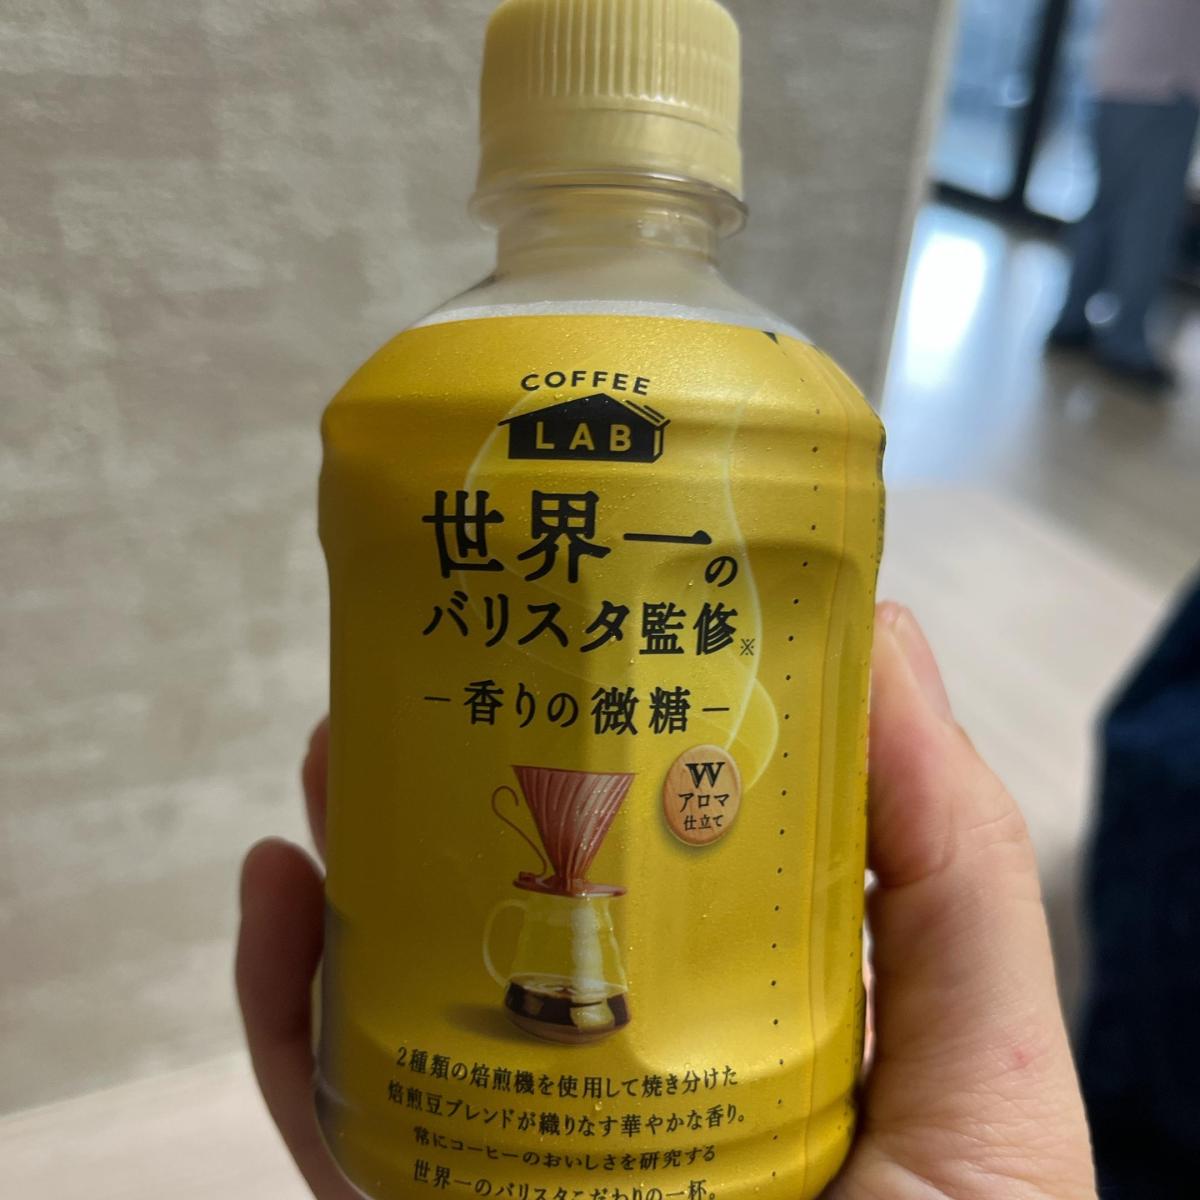 COFFEE
LAB
世界一の
バリスタ監修※
－香りの微糖－
W
アロマ
仕立て
2種類の焙煎機を使用して焼き分けた
焙煎豆ブレンドが織りなす華やかな香り。
常にコーヒーのおいしさを研究する
世界一のバリスタこだわりの一杯。